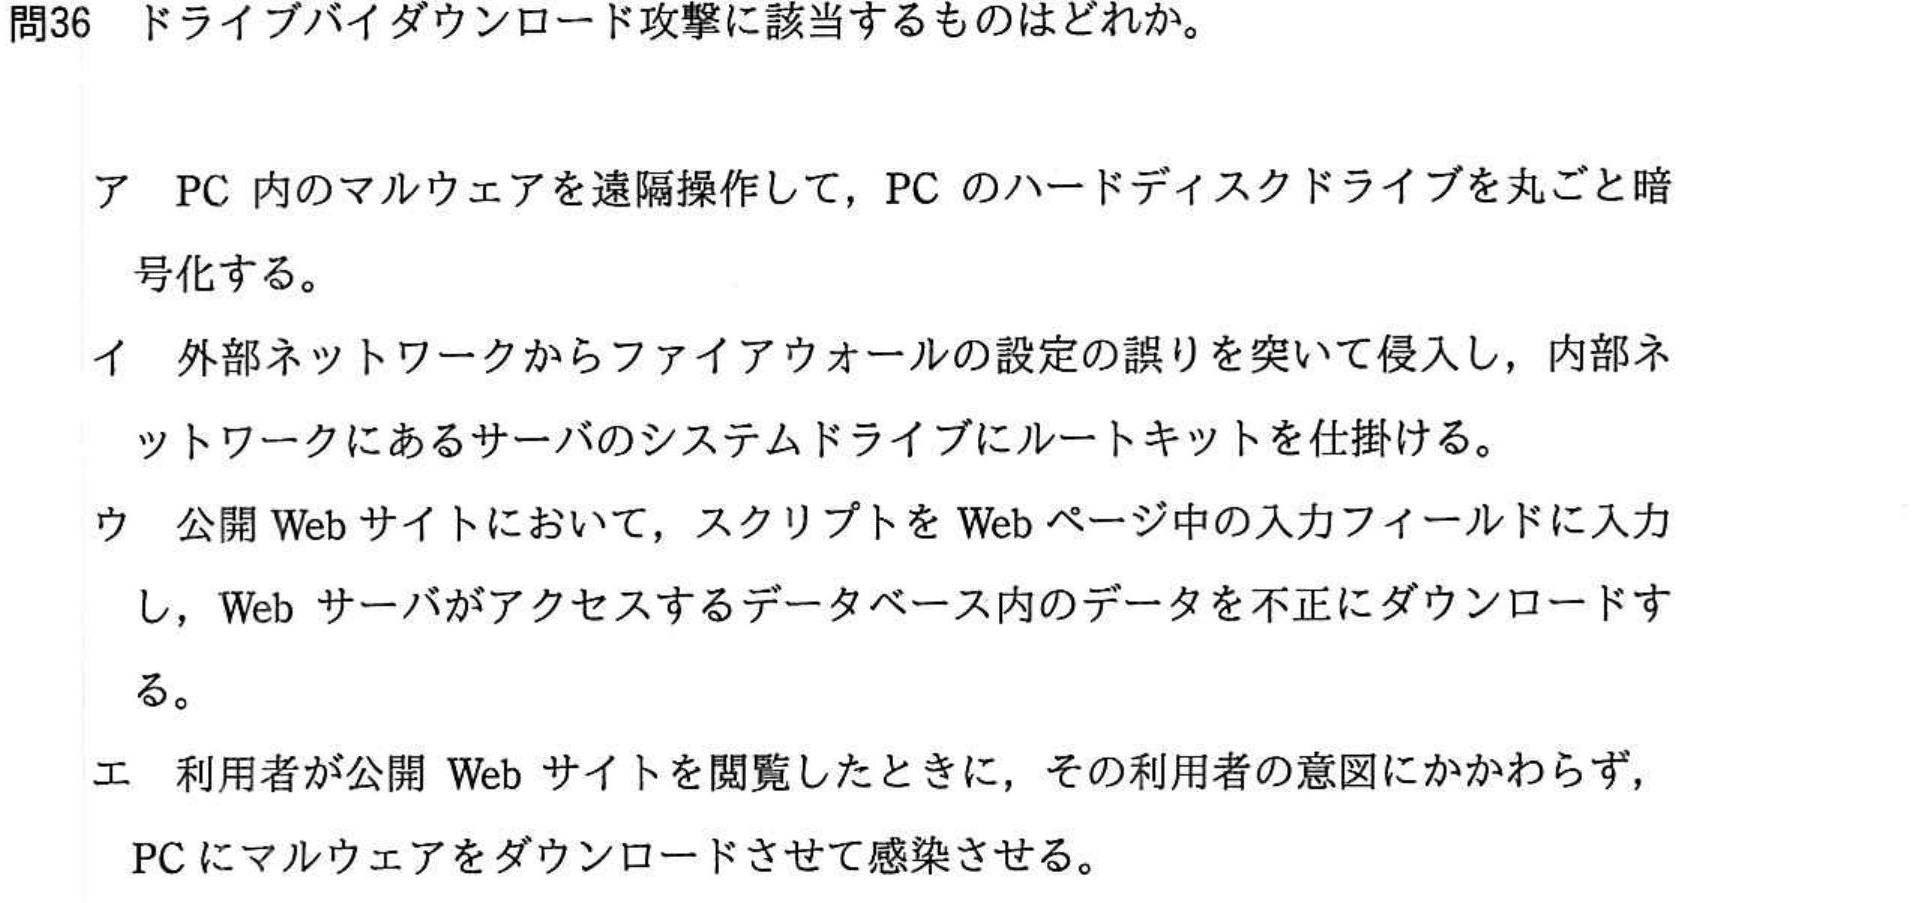 問36　ドライブバイダウンロード攻撃に該当するものはどれか。
ア　PC 内のマルウェアを遠隔操作して，PC のハードディスクドライブを丸ごと暗
号化する。
イ　外部ネットワークからファイアウォールの設定の誤りを突いて侵入し，内部ネ
ットワークにあるサーバのシステムドライブにルートキットを仕掛ける。
ウ　公開 Web サイトにおいて，スクリプトを Web ページ中の入力フィールドに入力
し，Web サーバがアクセスするデータベース内のデータを不正にダウンロードす
る。
エ　利用者が公開 Web サイトを閲覧したときに，その利用者の意図にかかわらず，
PC にマルウェアをダウンロードさせて感染させる。